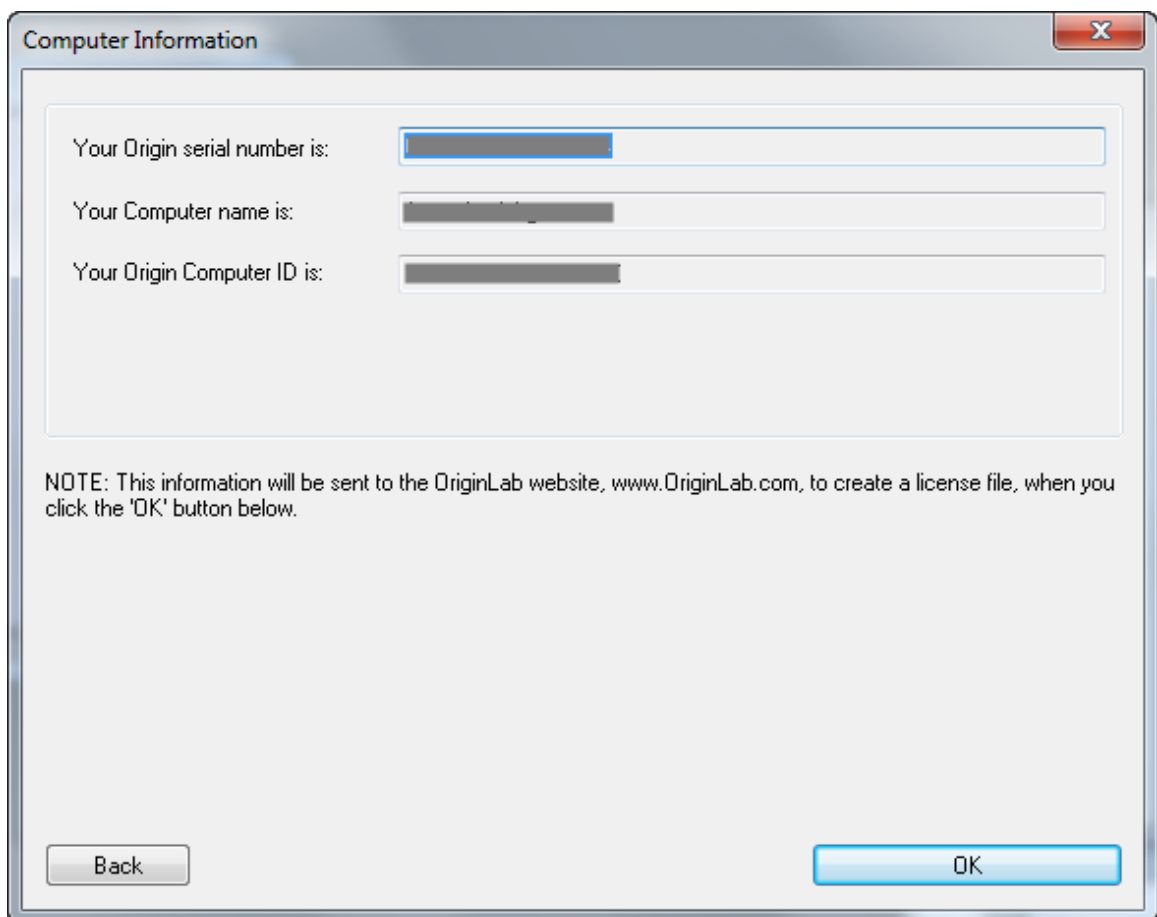 Computer Information
Your Origin serial number is:
Your Computer name is:
Your Origin Computer ID is:
NOTE: This information will be sent to the OriginLab website, www.OriginLab.com, to create a license file, when you
click the 'OK' button below.
Back
OK